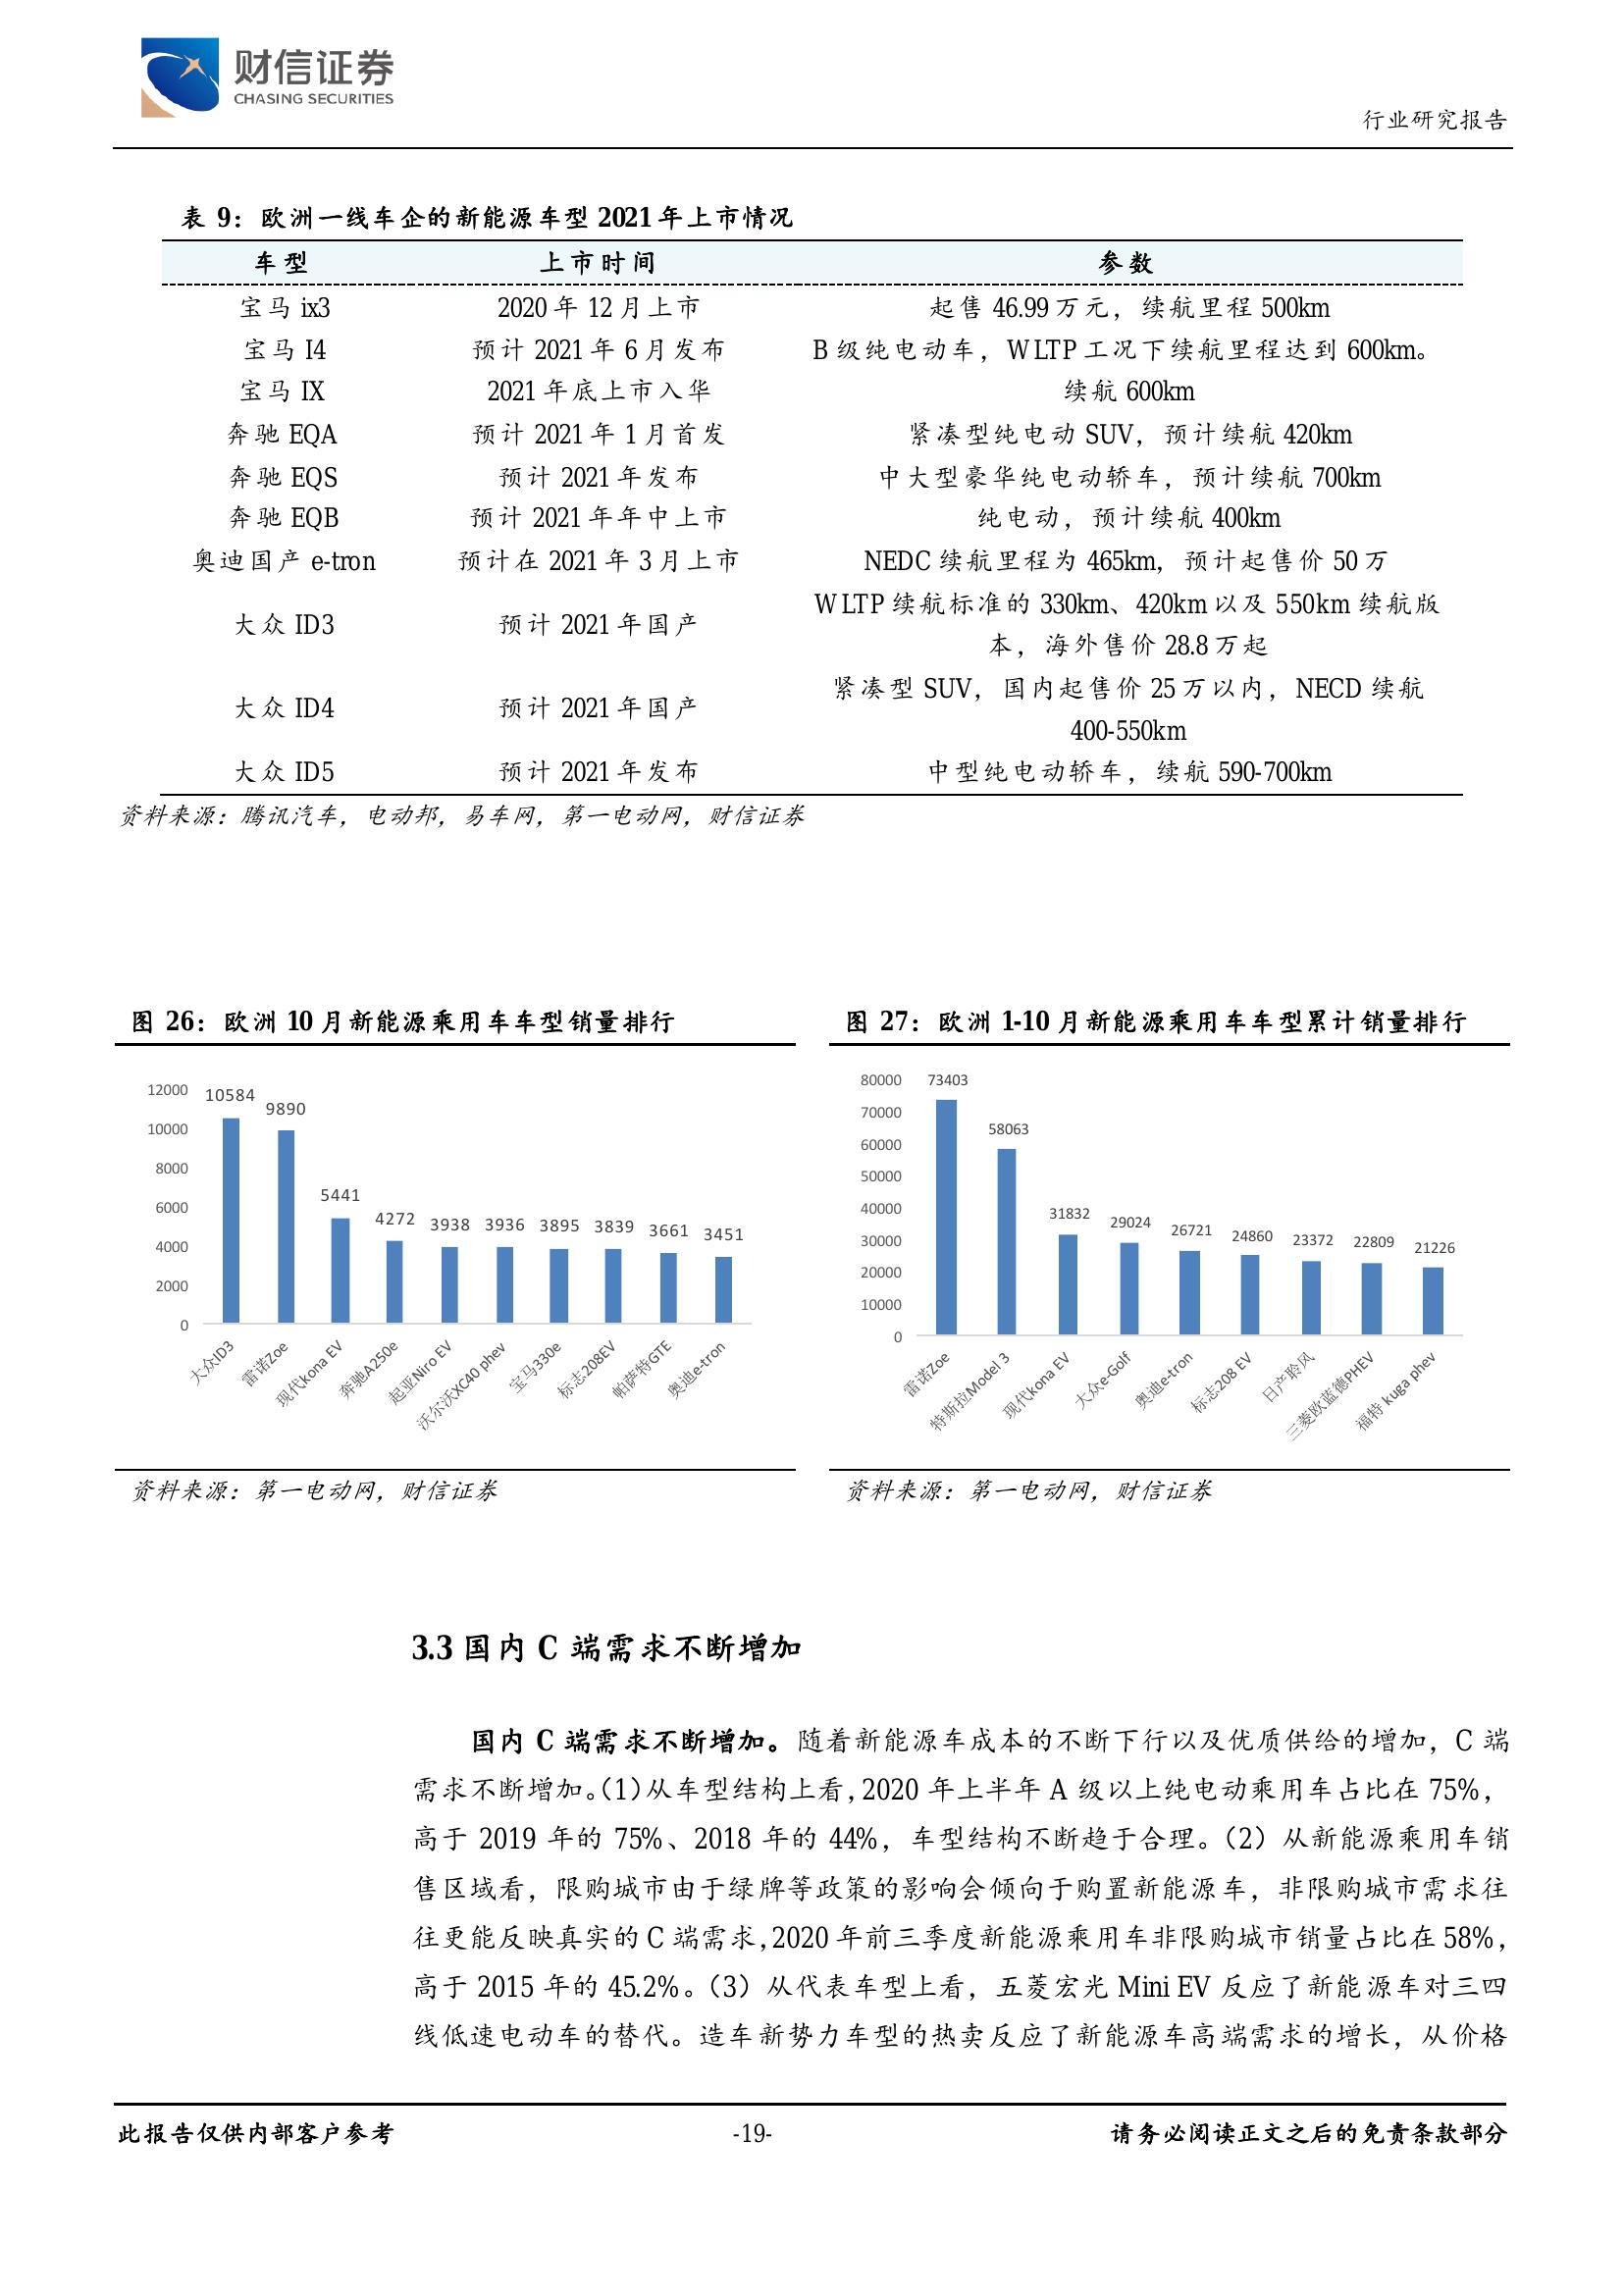 财信证券
CHASING SECURITIES
行业研究报告
表 9：欧洲一线车企的新能源车型 2021 年上市情况
车型 上市时间 参数
宝马 ix3 2020 年 12 月上市 起售 46.99 万元，续航里程 500km
宝马 I4 预计 2021 年 6 月发布 B 级纯电动车，WLTP 工况下续航里程达到 600km。
宝马 IX 2021 年底上市入华 续航 600km
奔驰 EQA 预计 2021 年 1 月首发 紧凑型纯电动 SUV，预计续航 420km
奔驰 EQS 预计 2021 年发布 中大型豪华纯电动轿车，预计续航 700km
奔驰 EQB 预计 2021 年年中上市 纯电动，预计续航 400km
奥迪国产 e-tron 预计在 2021 年 3 月上市 NEDC 续航里程为 465km，预计起售价 50 万
大众 ID3 预计 2021 年国产 WLTP 续航标准的 330km、420km 以及 550km 续航版
本，海外售价 28.8 万起
大众 ID4 预计 2021 年国产 紧凑型 SUV，国内起售价 25 万以内，NECD 续航
400-550km
大众 ID5 预计 2021 年发布 中型纯电动轿车，续航 590-700km
资料来源：腾讯汽车，电动邦，易车网，第一电动网，财信证券
图 26：欧洲 10 月新能源乘用车车型销量排行
12000
10000
8000
6000
4000
2000
0
10584
9890
5441
4272
3938
3936
3895
3839
3661
3451
大众ID3
雷诺Zoe
现代kona EV
奔驰A250e
起亚Niro EV
沃尔沃XC40 phev
宝马330e
标志208EV
帕萨特GTE
奥迪e-tron
资料来源：第一电动网，财信证券
图 27：欧洲 1-10 月新能源乘用车车型累计销量排行
80000
70000
60000
50000
40000
30000
20000
10000
0
73403
58063
31832
29024
26721
24860
23372
22809
21226
雷诺Zoe
特斯拉Model 3
现代kona EV
大众e-Golf
奥迪e-tron
标志208 EV
日产聆风
三菱欧蓝德PHEV
福特 kuga phev
资料来源：第一电动网，财信证券
3.3 国内 C 端需求不断增加
国内 C 端需求不断增加。随着新能源车成本的不断下行以及优质供给的增加，C 端
需求不断增加。（1）从车型结构上看，2020 年上半年 A 级以上纯电动乘用车占比在 75%，
高于 2019 年的 75%、2018 年的 44%，车型结构不断趋于合理。（2）从新能源乘用车销
售区域看，限购城市由于绿牌等政策的影响会倾向于购置新能源车，非限购城市需求往
往更能反映真实的 C 端需求，2020 年前三季度新能源乘用车非限购城市销量占比在 58%，
高于 2015 年的 45.2%。（3）从代表车型上看，五菱宏光 Mini EV 反应了新能源车对三四
线低速电动车的替代。造车新势力车型的热卖反应了新能源车高端需求的增长，从价格
此报告仅供内部客户参考 -19- 请务必阅读正文之后的免责条款部分